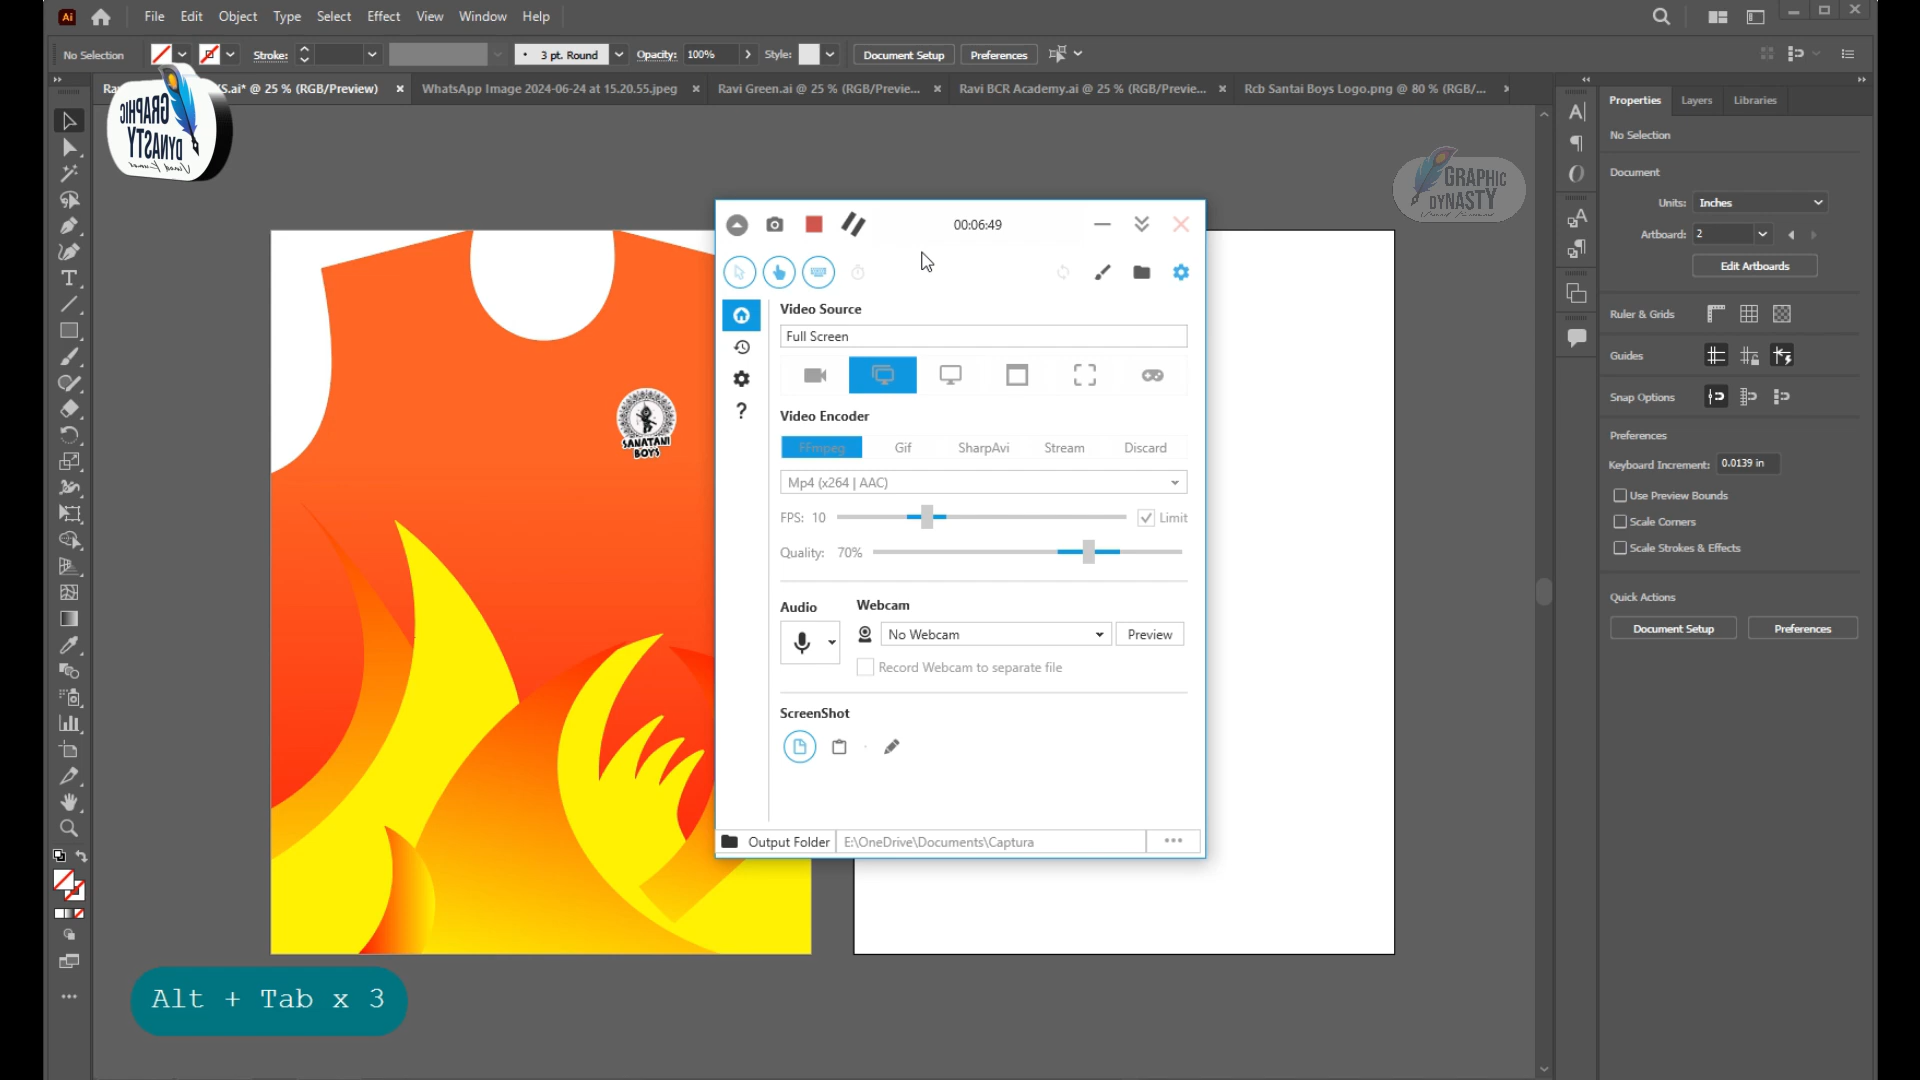 Ai File Edit Object Type Select Effect View Window Help
No Selection Stroke: 3 pt. Round Opacity: 100% Style: Document Setup Preferences
S.ai* @ 25 % (RGB/Preview) WhatsApp Image 2024-06-24 at 15.20.55.jpeg Ravi Green.ai @ 25 % (RGB/Previe... Ravi BCR Academy.ai @ 25 % (RGB/Previe... Rcb Santai Boys Logo.png @ 80 % (RGB/...
Properties Layers Libraries
GRAPHIC
DYNASTY
No Selection
Document
GRAPHIC
DYNASTY
Vinod Kumar
Units: Inches
Artboard: 2
Edit Artboards
Ruler & Grids
Guides
Snap Options
Preferences
Keyboard Increment: 0.0139 in
Use Preview Bounds
Scale Corners
Scale Strokes & Effects
Quick Actions
Document Setup Preferences
SANATANI
BOYS
00:06:49
Video Source
Full Screen
Video Encoder
FFmpeg Gif SharpAvi Stream Discard
Mp4 (x264 | AAC)
FPS: 10 Limit
Quality: 70%
Audio Webcam
No Webcam Preview
Record Webcam to separate file
ScreenShot
Output Folder E:\OneDrive\Documents\Captura
Alt + Tab x 3